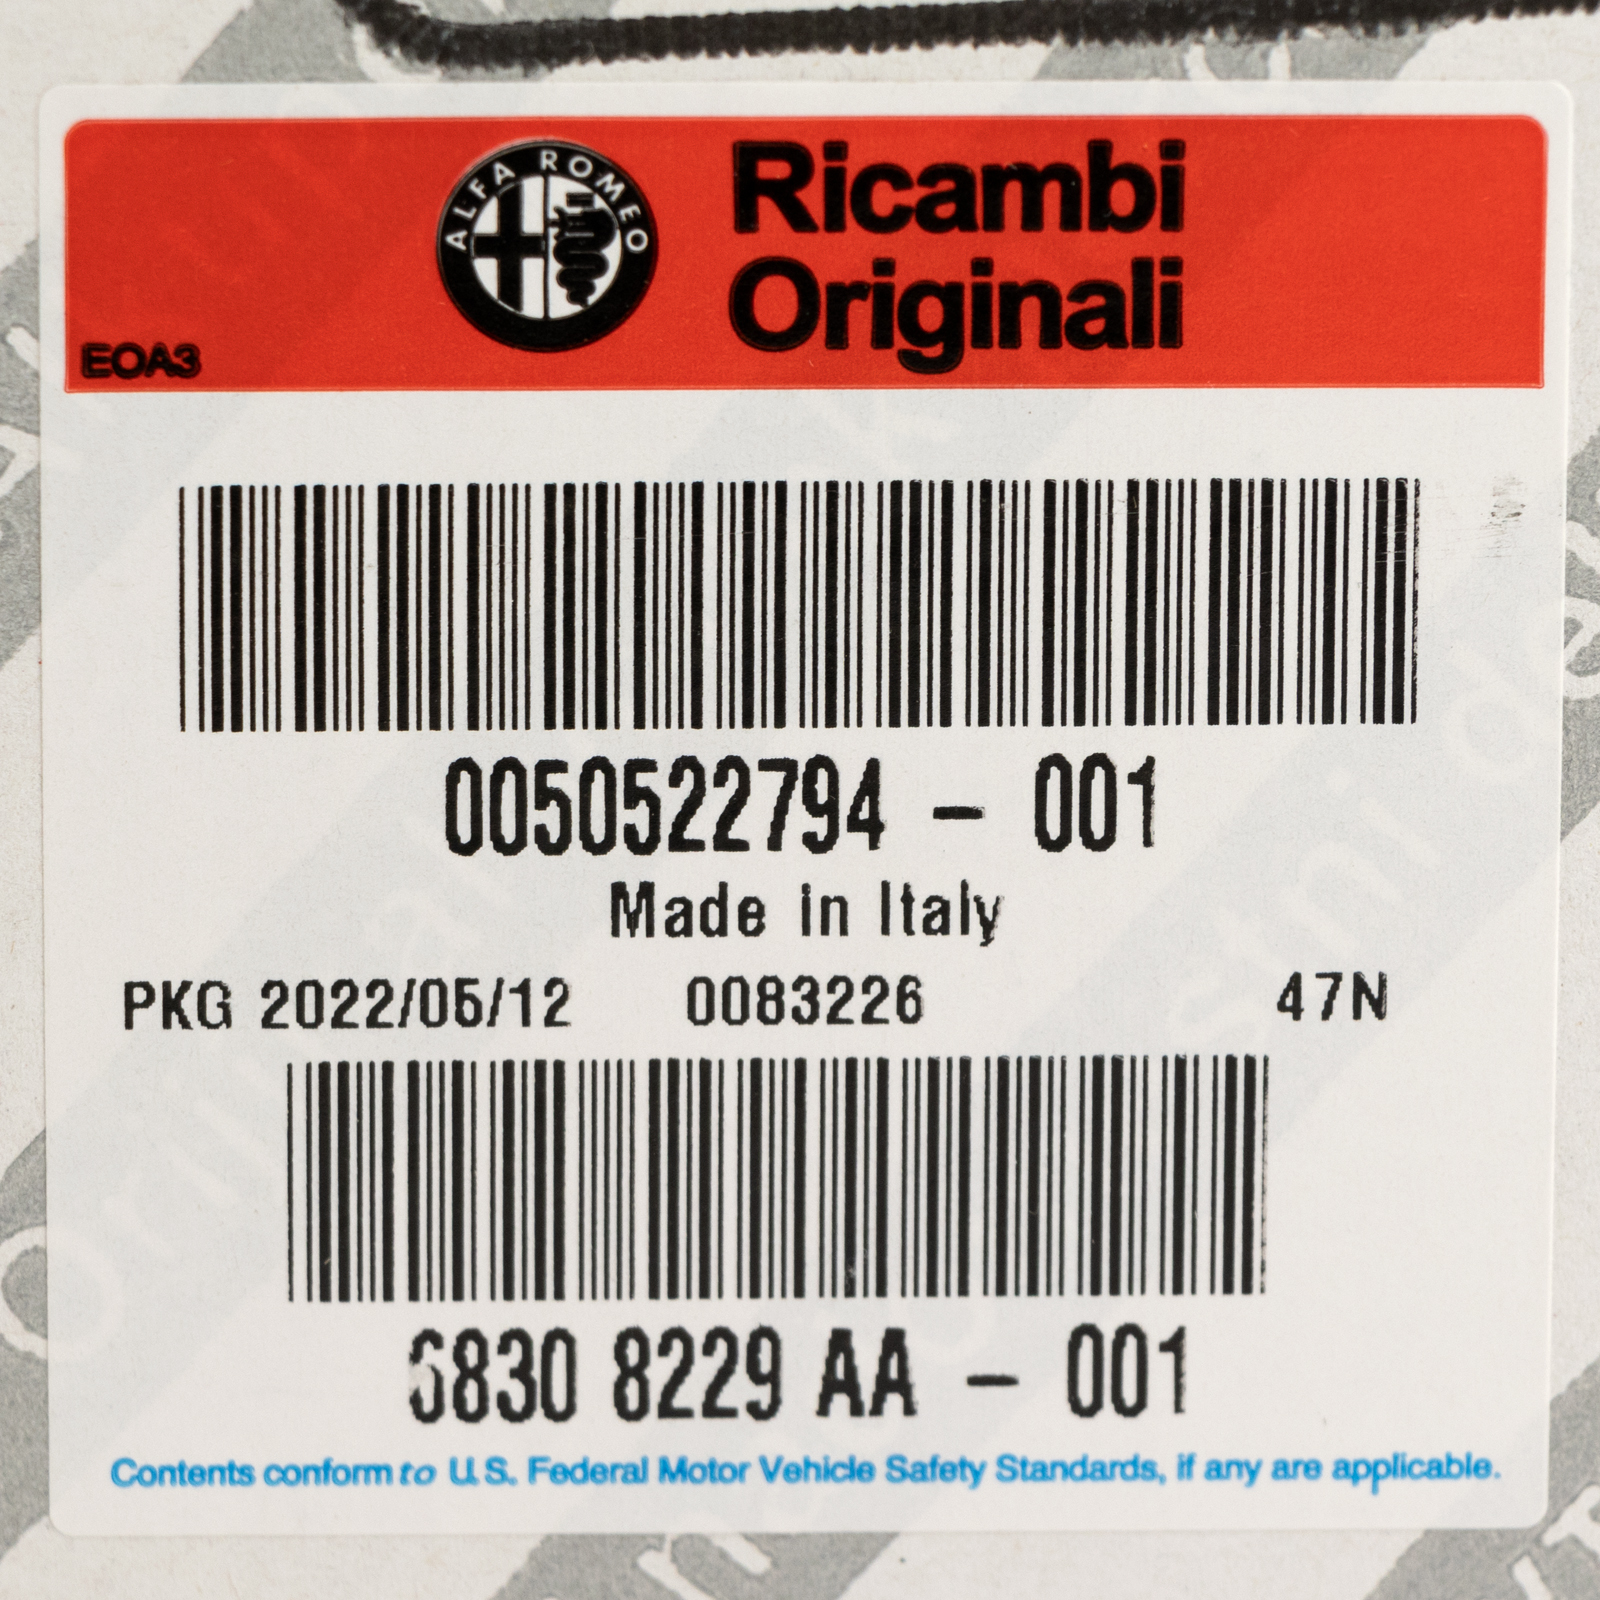 ALFA ROMEO
Ricambi
Originali
EOA3
0050522794 - 001
Made in Italy
PKG 2022/05/12 0083226 47N
6830 8229 AA - 001
Contents conform to U.S. Federal Motor Vehicle Safety Standards, if any are applicable.